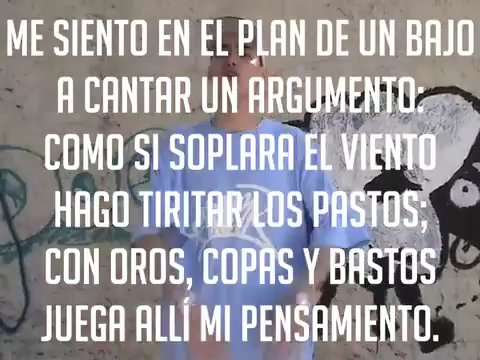 ME SIENTO EN EL PLAN DE UN BAJO
A CANTAR UN ARGUMENTO:
COMO SI SOPLARA EL VIENTO
HAGO TIRITAR LOS PASTOS;
CON OROS, COPAS Y BASTOS
JUEGA ALLÍ MI PENSAMIENTO.